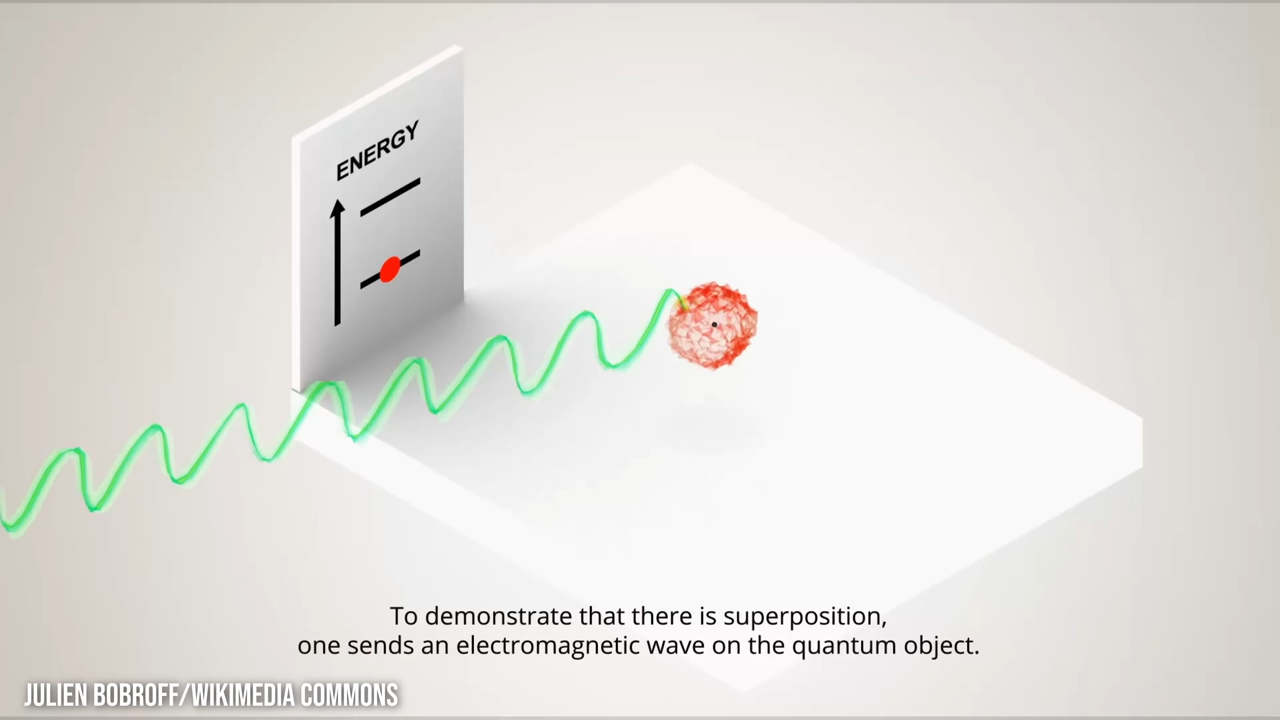 ENERGY
To demonstrate that there is superposition,
one sends an electromagnetic wave on the quantum object.
JULIEN BOBROFF/WIKIMEDIA COMMONS